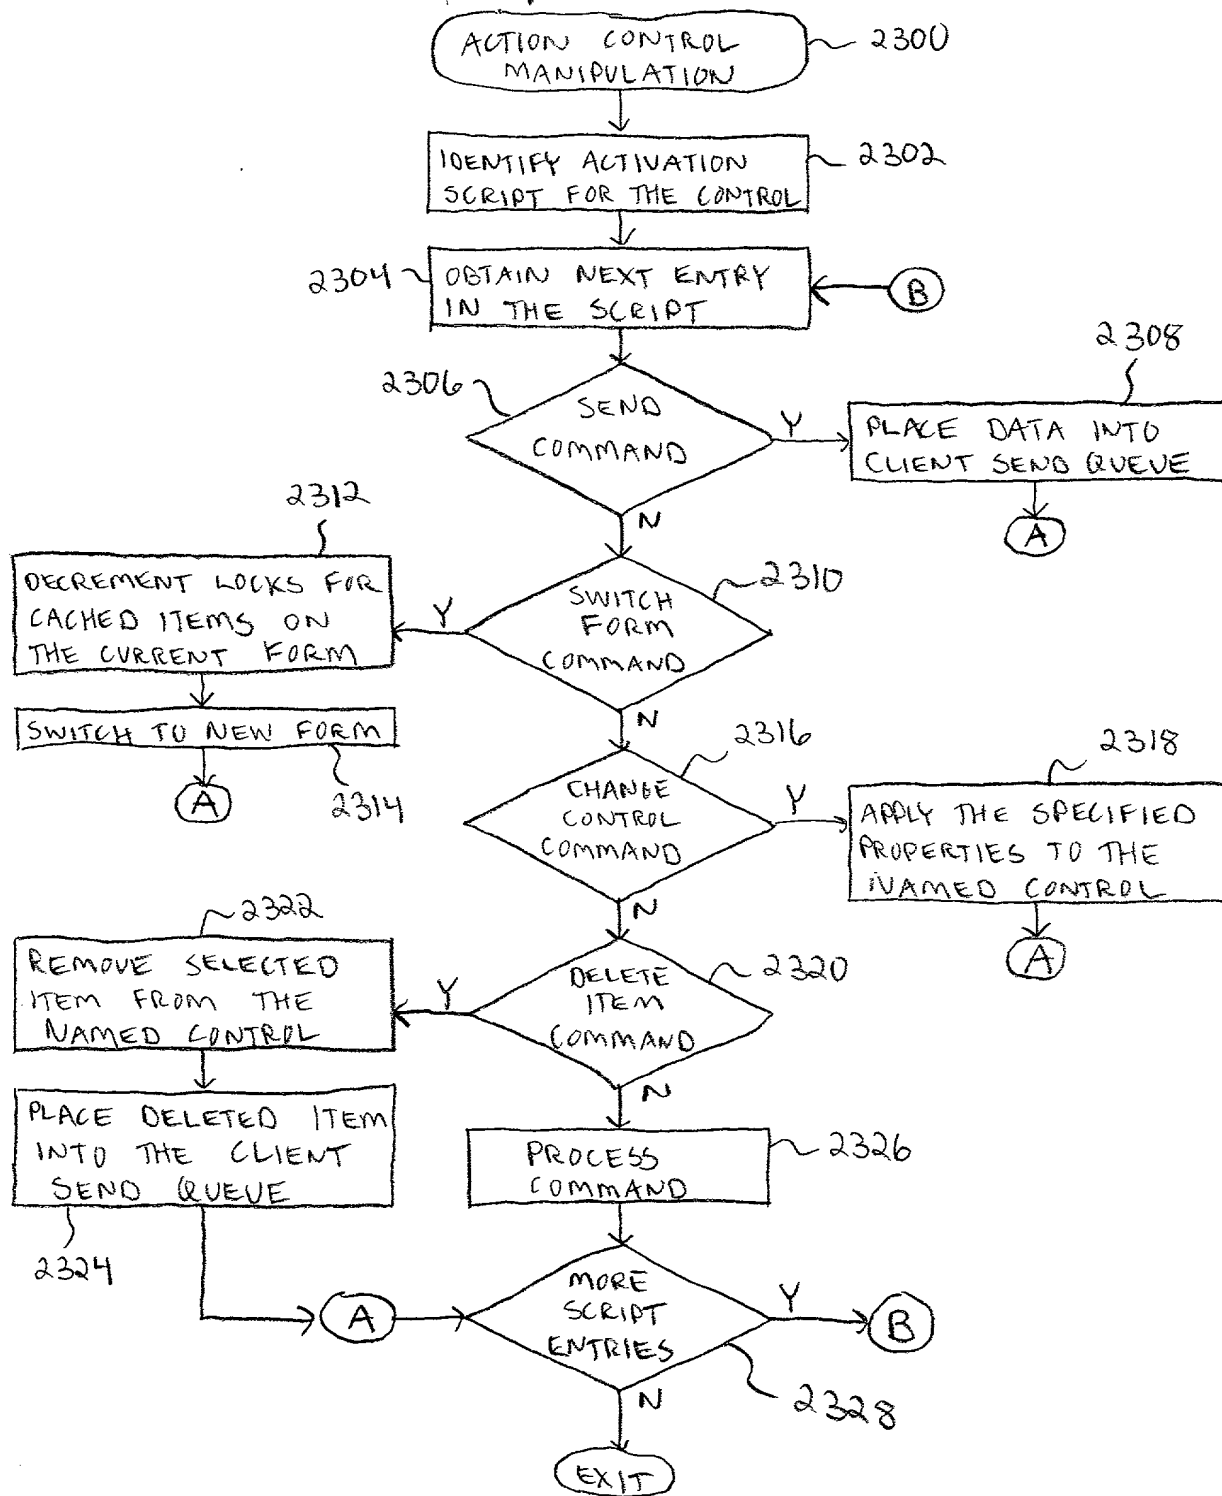 ACTION CONTROL
MANIPULATION
2300
IDENTIFY ACTIVATION
SCRIPT FOR THE CONTROL
2302
2304
OBTAIN NEXT ENTRY
IN THE SCRIPT
B
2306
SEND
COMMAND
Y
2308
PLACE DATA INTO
CLIENT SEND QUEUE
A
N
2312
DECREMENT LOCKS FOR
CACHED ITEMS ON
THE CURRENT FORM
Y
SWITCH
FORM
COMMAND
2310
SWITCH TO NEW FORM
2314
A
N
2316
CHANGE
CONTROL
COMMAND
Y
2318
APPLY THE SPECIFIED
PROPERTIES TO THE
NAMED CONTROL
A
N
2322
REMOVE SELECTED
ITEM FROM THE
NAMED CONTROL
Y
DELETE
ITEM
COMMAND
2320
PLACE DELETED ITEM
INTO THE CLIENT
SEND QUEUE
2324
N
PROCESS
COMMAND
2326
A
MORE
SCRIPT
ENTRIES
Y
B
2328
N
EXIT